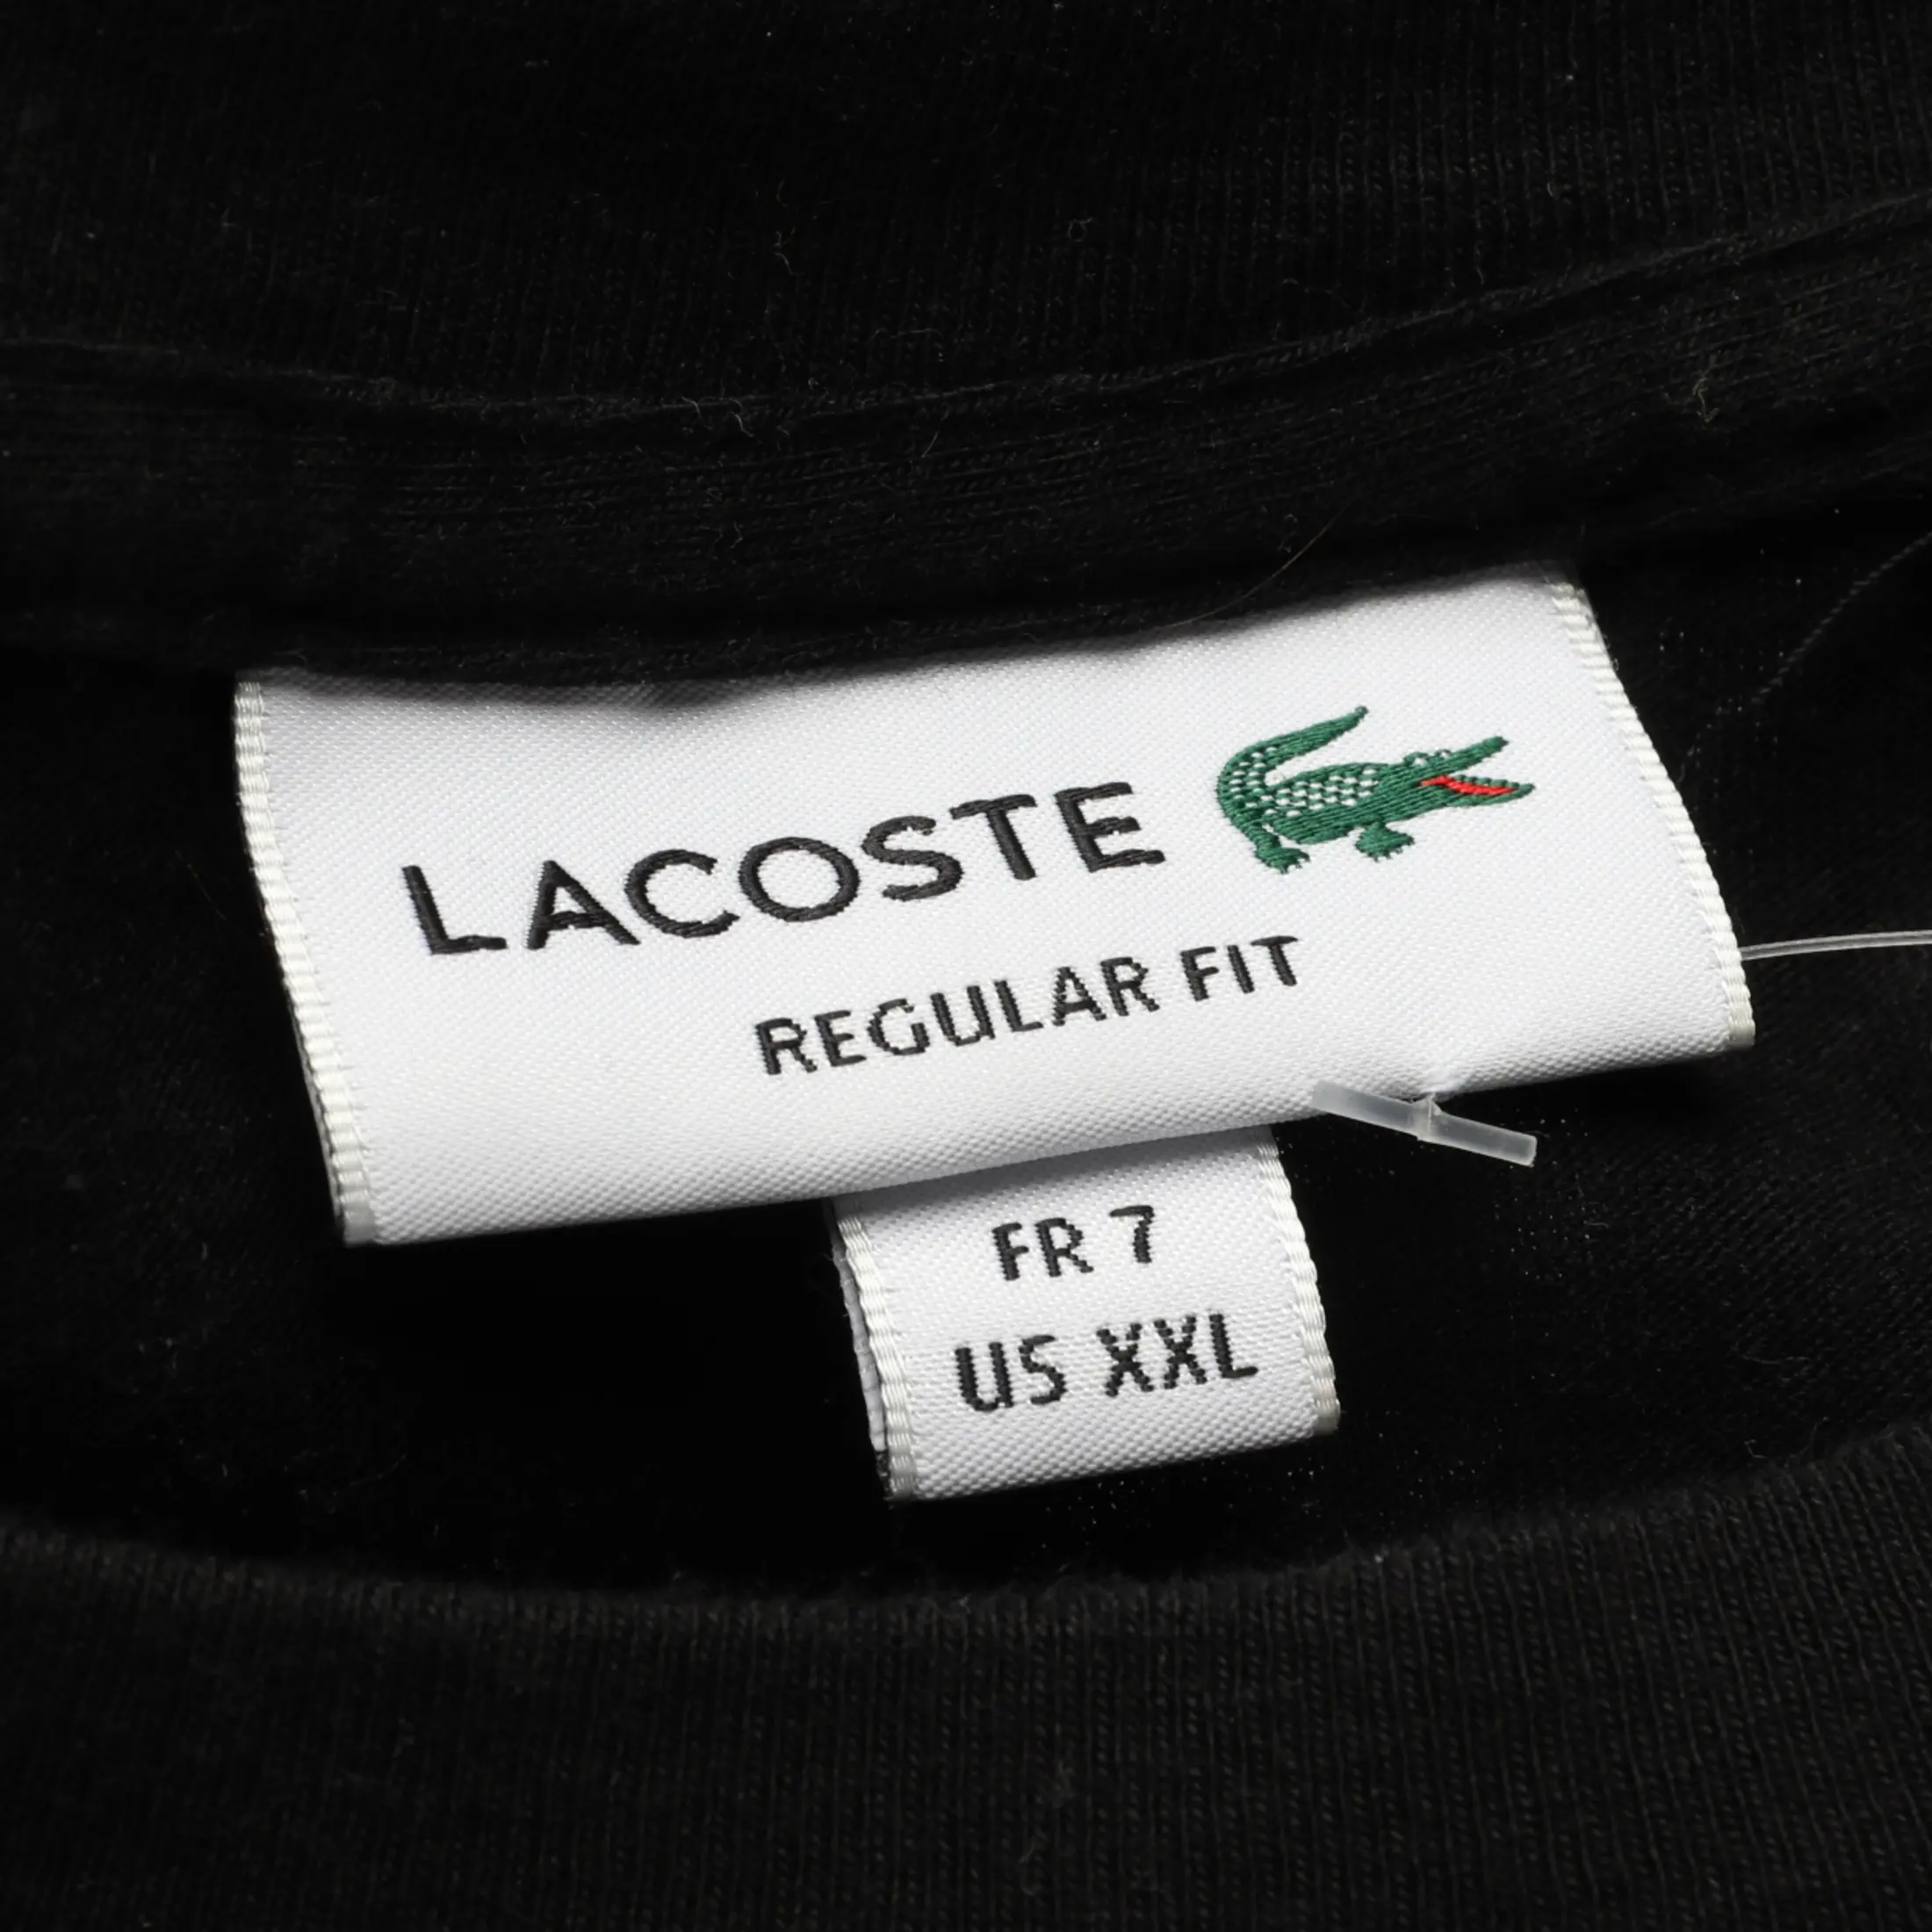 LACOSTE
REGULAR FIT
FR 7
US XXL